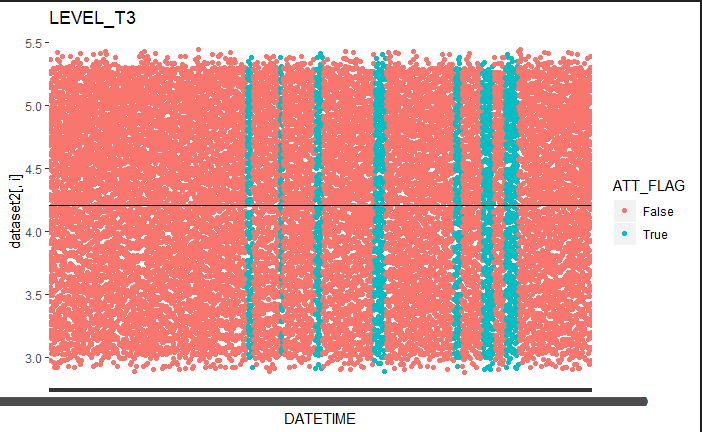 LEVEL_T3
5.5
5.0
4.5
4.0
3.5
3.0
dataset2[, i]
DATETIME
ATT_FLAG
False
True